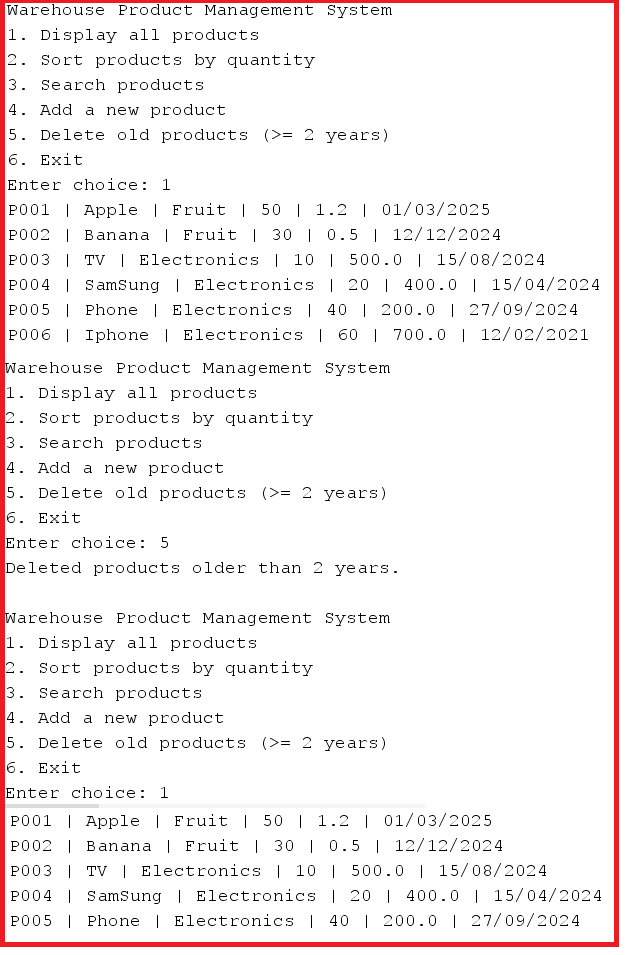 Warehouse Product Management System
1. Display all products
2. Sort products by quantity
3. Search products
4. Add a new product
5. Delete old products (>= 2 years)
6. Exit
Enter choice: 1
P001 | Apple | Fruit | 50 | 1.2 | 01/03/2025
P002 | Banana | Fruit | 30 | 0.5 | 12/12/2024
P003 | TV | Electronics | 10 | 500.0 | 15/08/2024
P004 | SamSung | Electronics | 20 | 400.0 | 15/04/2024
P005 | Phone | Electronics | 40 | 200.0 | 27/09/2024
P006 | Iphone | Electronics | 60 | 700.0 | 12/02/2021
Warehouse Product Management System
1. Display all products
2. Sort products by quantity
3. Search products
4. Add a new product
5. Delete old products (>= 2 years)
6. Exit
Enter choice: 5
Deleted products older than 2 years.
Warehouse Product Management System
1. Display all products
2. Sort products by quantity
3. Search products
4. Add a new product
5. Delete old products (>= 2 years)
6. Exit
Enter choice: 1
P001 | Apple | Fruit | 50 | 1.2 | 01/03/2025
P002 | Banana | Fruit | 30 | 0.5 | 12/12/2024
P003 | TV | Electronics | 10 | 500.0 | 15/08/2024
P004 | SamSung | Electronics | 20 | 400.0 | 15/04/2024
P005 | Phone | Electronics | 40 | 200.0 | 27/09/2024